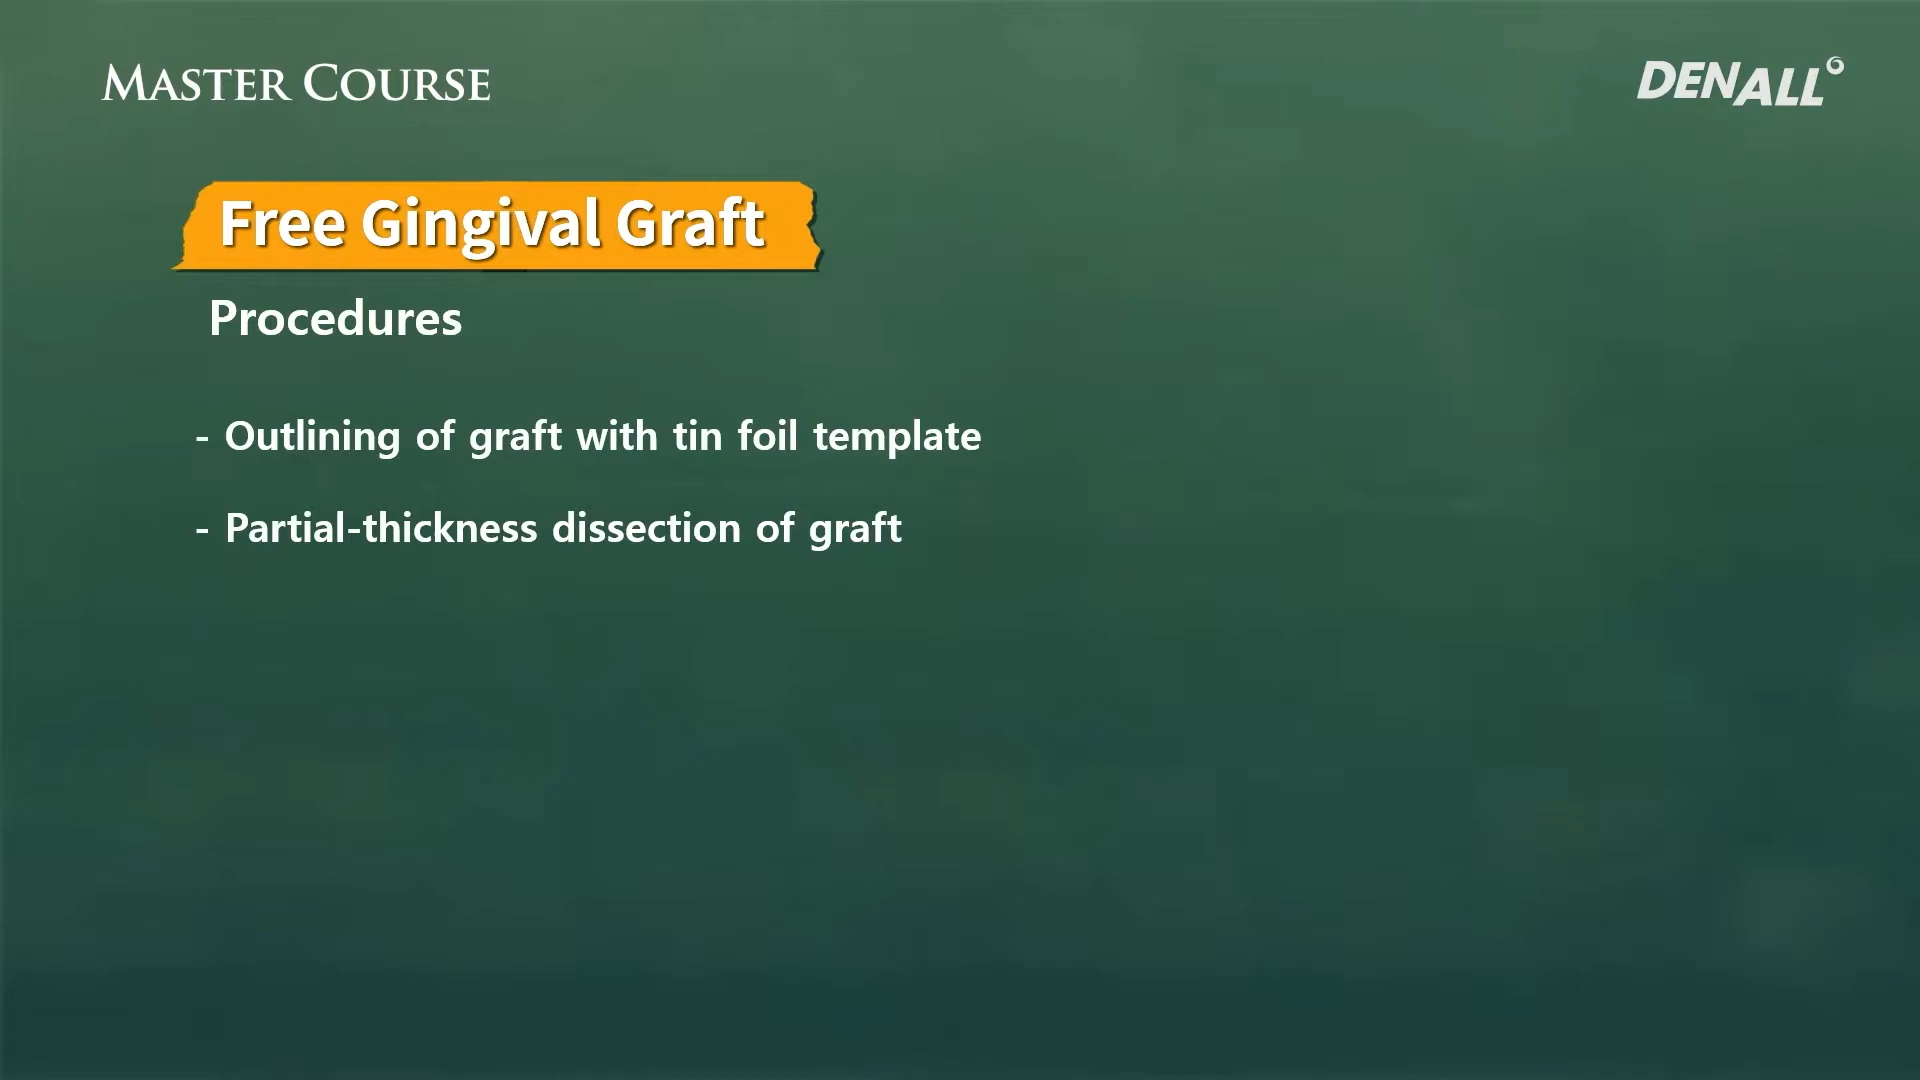 MASTER COURSE
DENALL
Free Gingival Graft
Procedures
- Outlining of graft with tin foil template
- Partial-thickness dissection of graft